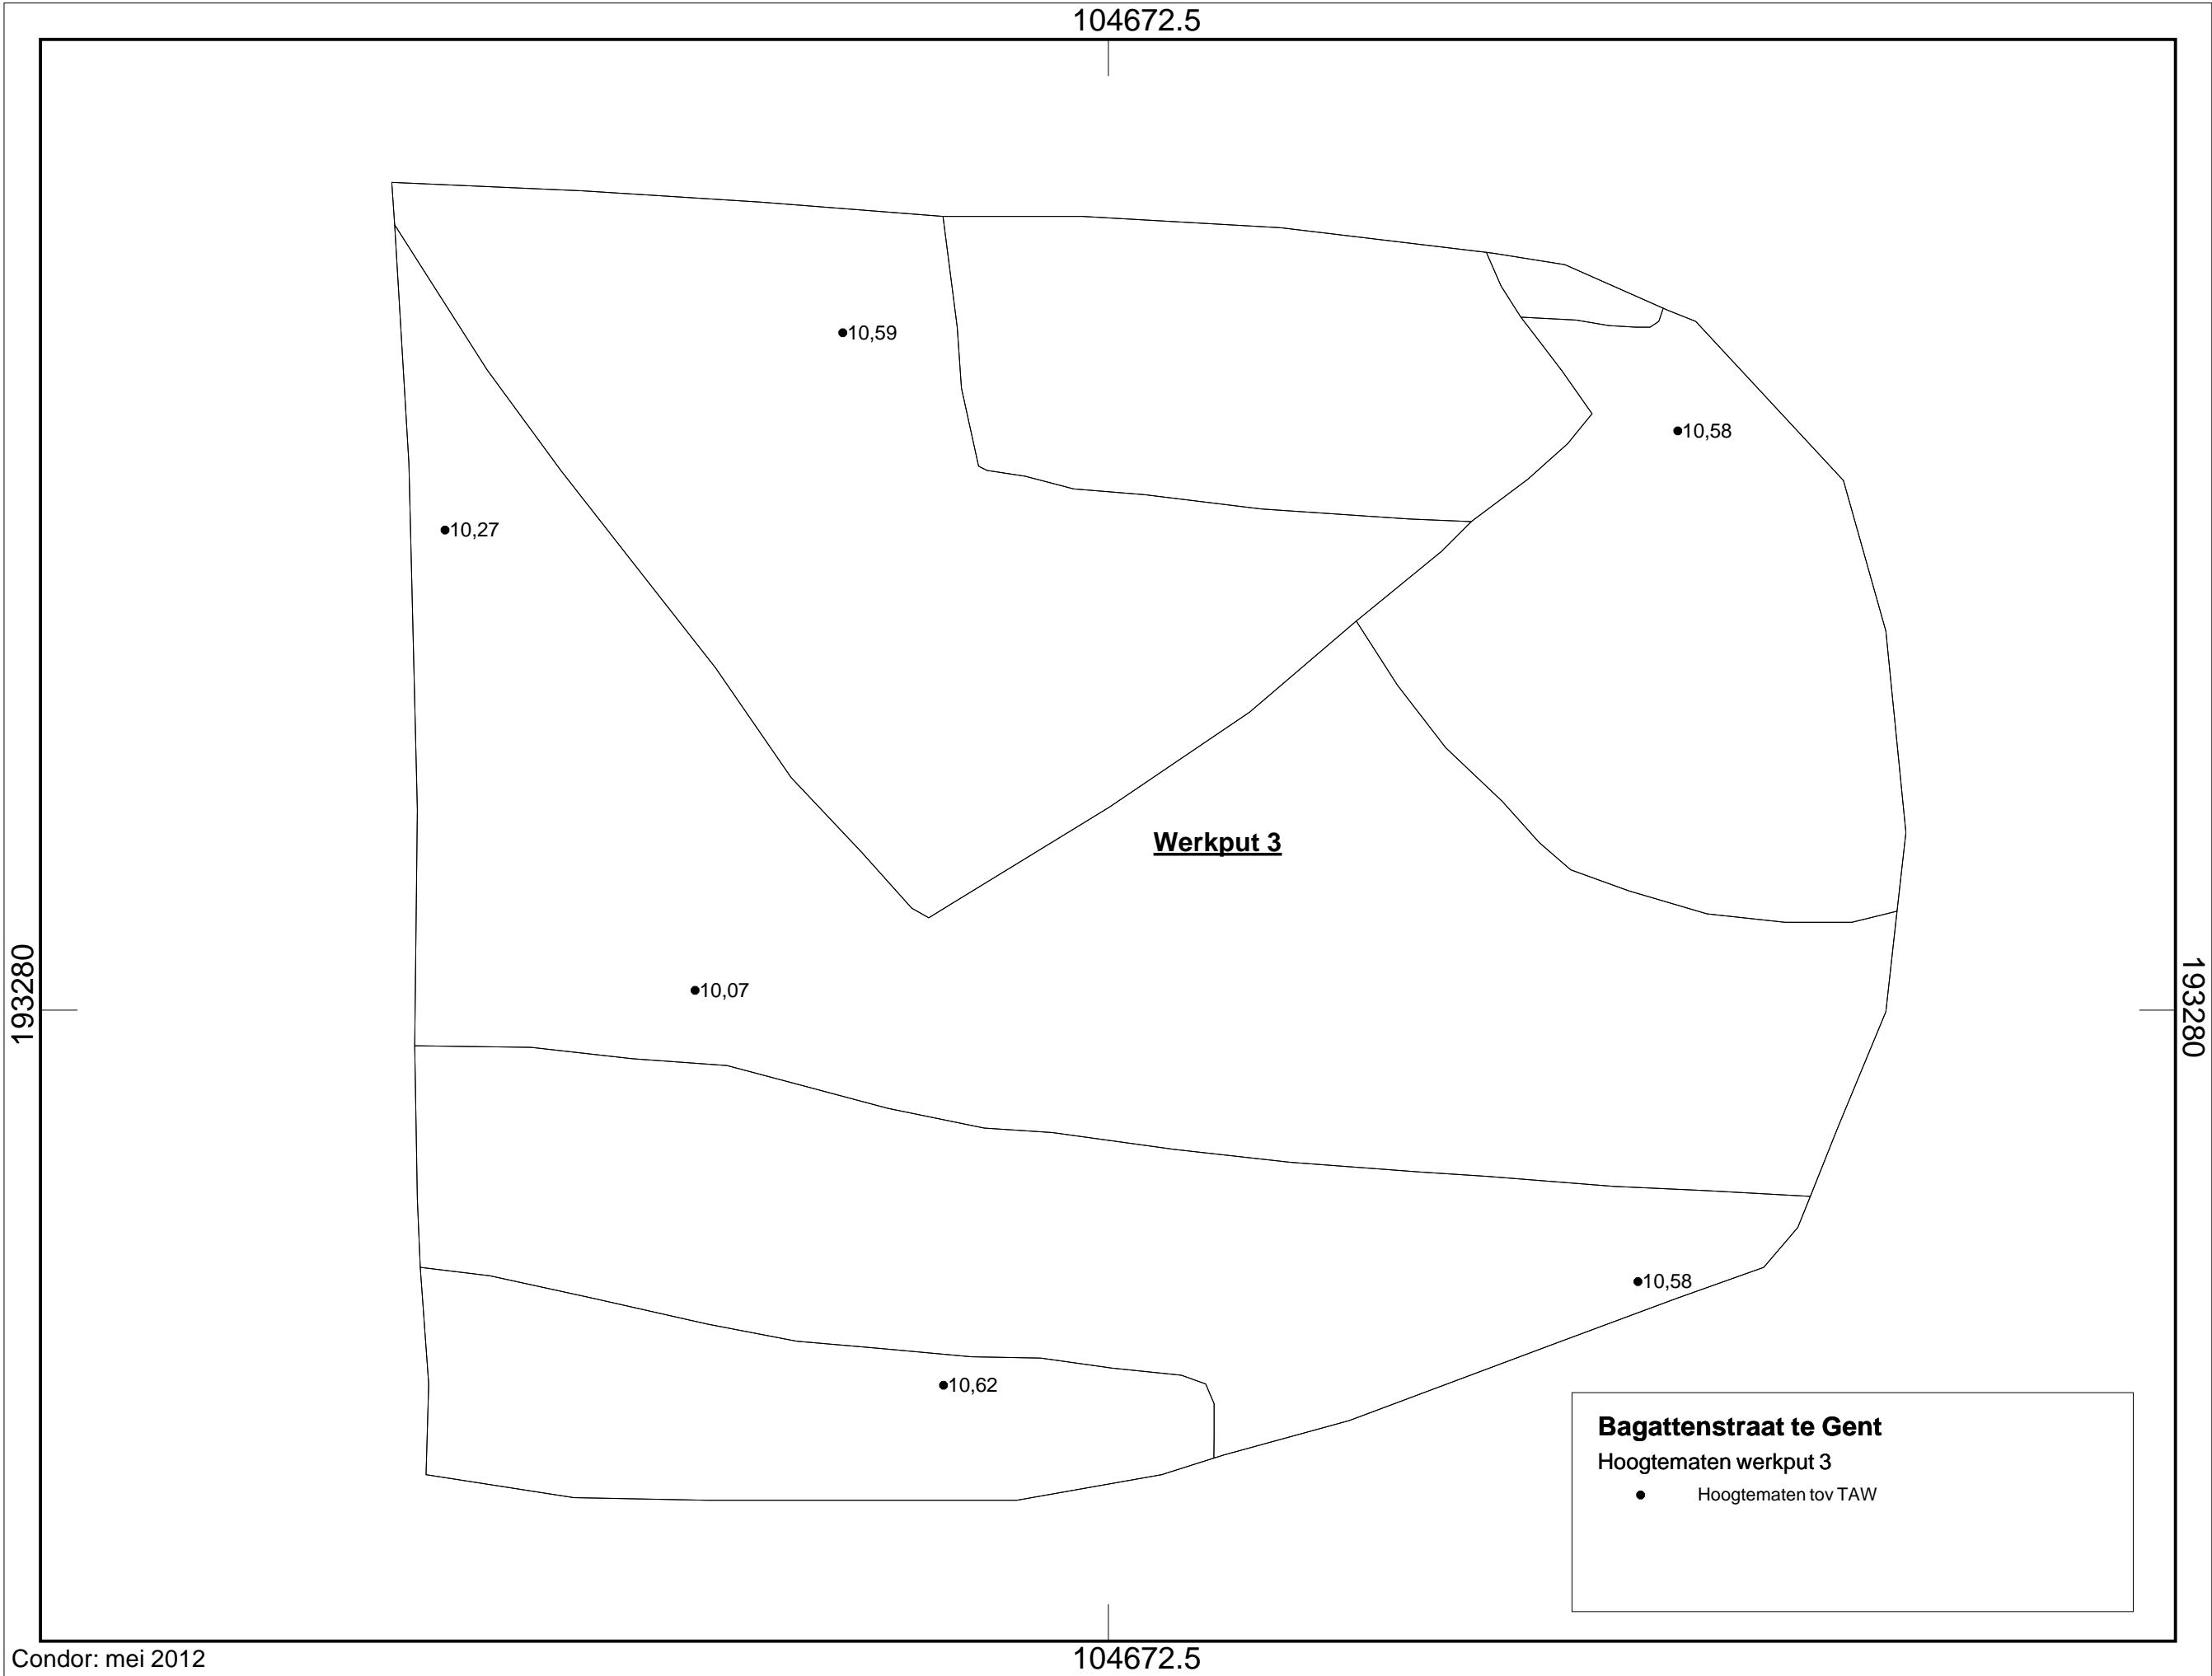 104672.5
10,59
10,58
10,27
Werkput 3
193280
193280
10,07
10,58
10,62
Bagattenstraat te Gent
Hoogtematen werkput 3
Hoogtematen tov TAW
Condor: mei 2012
104672.5